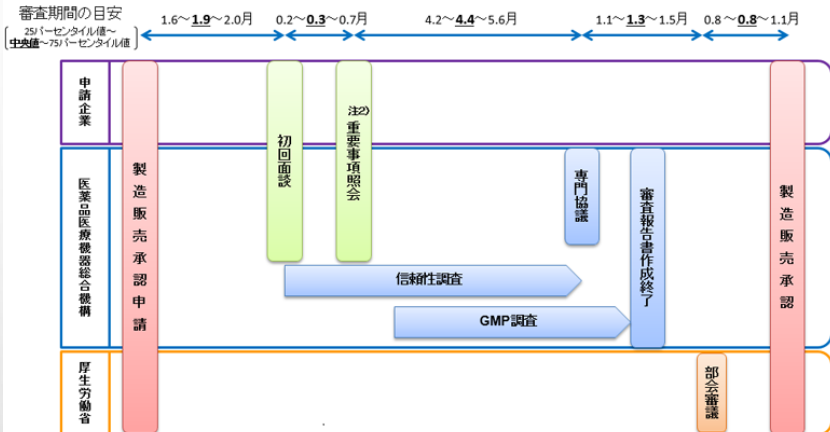 審査期間の目安
25パーセンタイル値～
中央値～75パーセンタイル値
1.6～1.9～2.0月
0.2～0.3～0.7月
4.2～4.4～5.6月
1.1～1.3～1.5月
0.8～0.8～1.1月
申請企業
医薬品医療機器総合機構
厚生労働省
製造販売承認申請
初回面談
注2)
重要事項照会
信頼性調査
GMP調査
専門協議
審査報告書作成終了
部会審議
製造販売承認